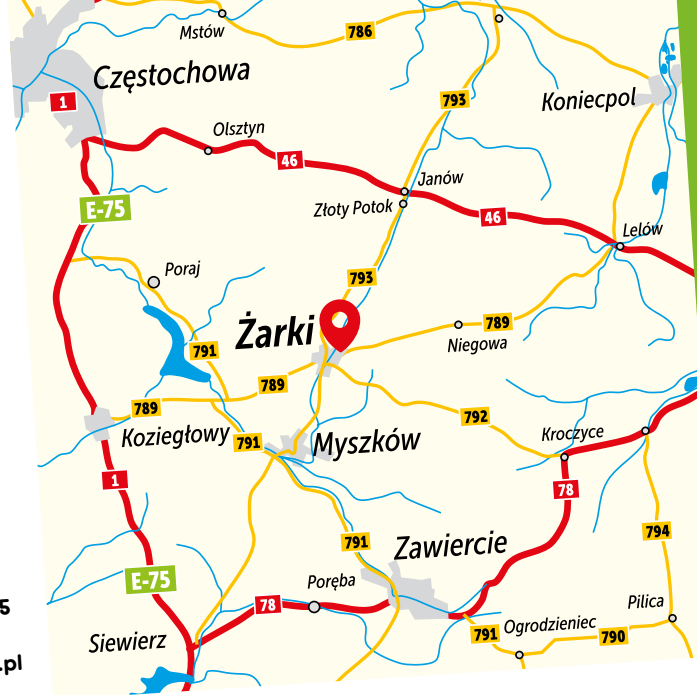 Mstów
786
Częstochowa
793
Koniecpol
1
Olsztyn
46
Janów
Złoty Potok
46
E-75
Lelów
Poraj
793
Żarki
789
Niegowa
791
789
789
792
Koziegłowy
791
Myszków
Kroczyce
1
78
791
Zawiercie
794
E-75
Poręba
78
5
Siewierz
791
Ogrodzieniec
790
Pilica
.pl